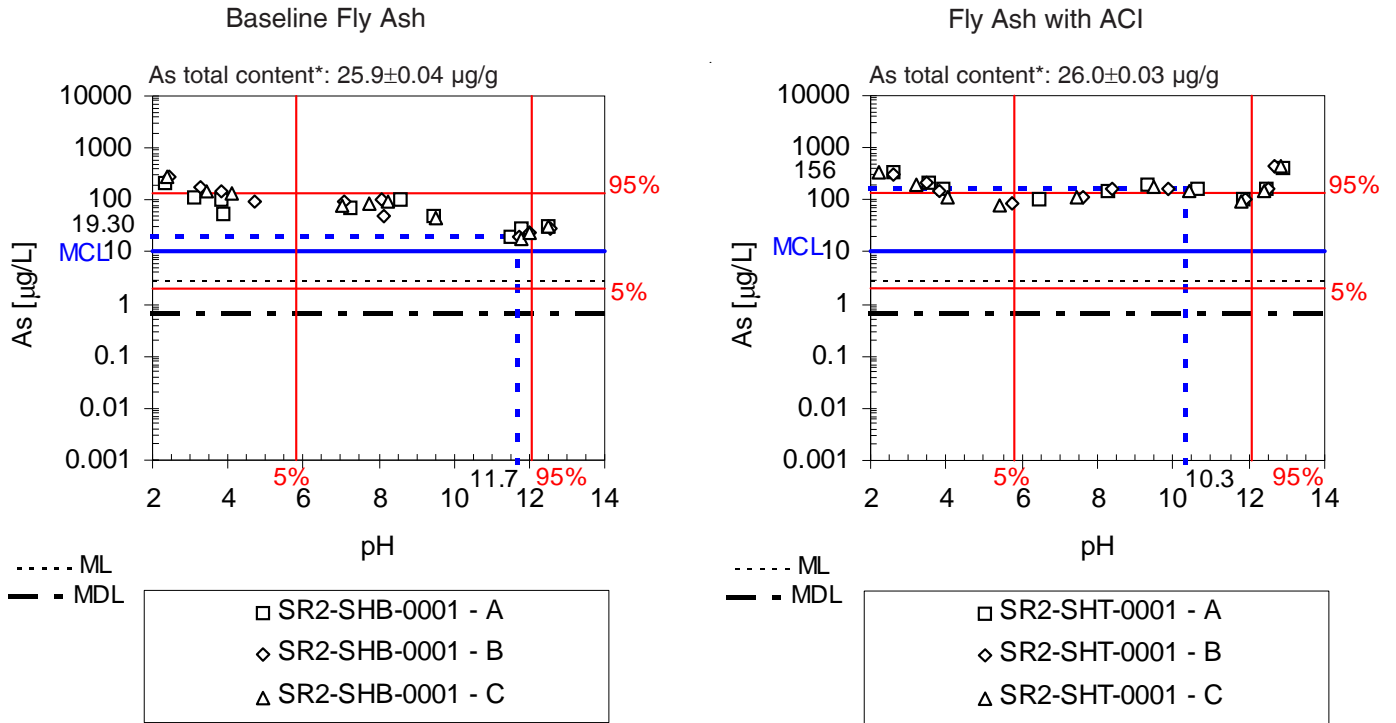 Baseline Fly Ash
As total content*: 25.9±0.04 µg/g
10000
1000
100
19.30
MCL 10
1
0.1
0.01
0.001
As [µg/L]
95%
5%
5% 11.7 95%
2 4 6 8 10 12 14
pH
ML
MDL
SR2-SHB-0001 - A
SR2-SHB-0001 - B
SR2-SHB-0001 - C
Fly Ash with ACI
As total content*: 26.0±0.03 µg/g
10000
1000
156
100
MCL 10
1
0.1
0.01
0.001
As [µg/L]
95%
5%
5% 10.3 95%
2 4 6 8 10 12 14
pH
ML
MDL
SR2-SHT-0001 - A
SR2-SHT-0001 - B
SR2-SHT-0001 - C